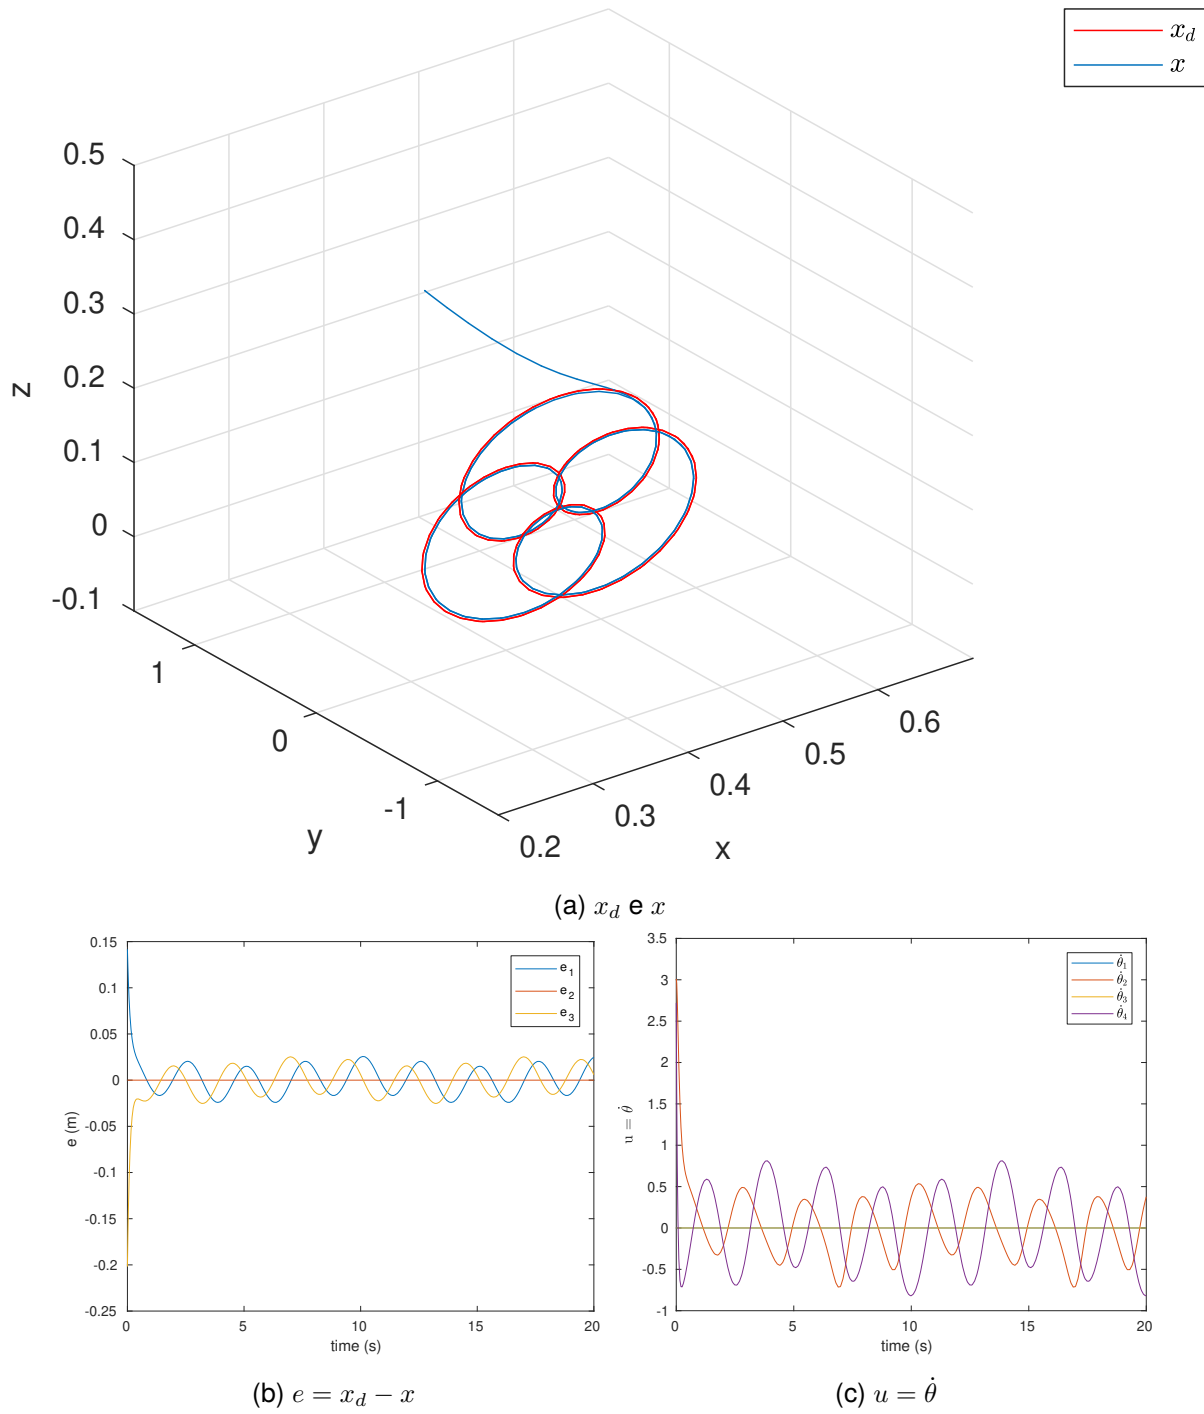 x_d
x
0.5
0.4
0.3
0.2
0.1
0
-0.1
z
1
0
-1
y
0.2
0.3
0.4
0.5
0.6
x
(a) x_d e x
0.15
0.1
0.05
0
-0.05
-0.1
-0.15
-0.2
-0.25
e (m)
e_1
e_2
e_3
0 5 10 15 20
time (s)
(b) e = x_d − x
3.5
3
2.5
2
1.5
1
0.5
0
-0.5
-1
u = θ̇
θ̇_1
θ̇_2
θ̇_3
θ̇_4
0 5 10 15 20
time (s)
(c) u = θ̇